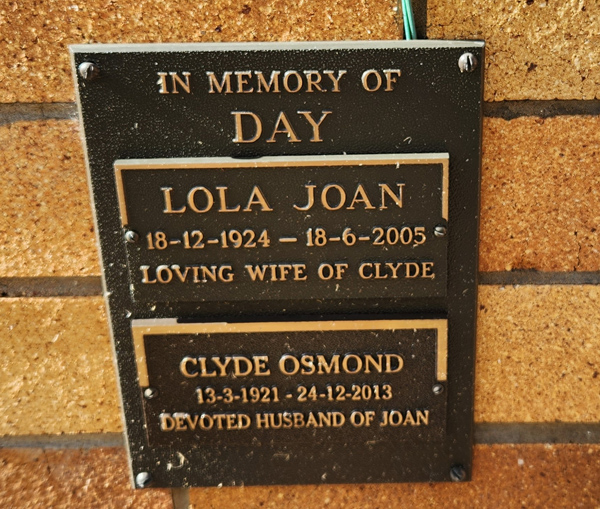 IN MEMORY OF
DAY
LOLA JOAN
18-12-1924 — 18-6-2005
LOVING WIFE OF CLYDE
CLYDE OSMOND
13-3-1921 - 24-12-2013
DEVOTED HUSBAND OF JOAN